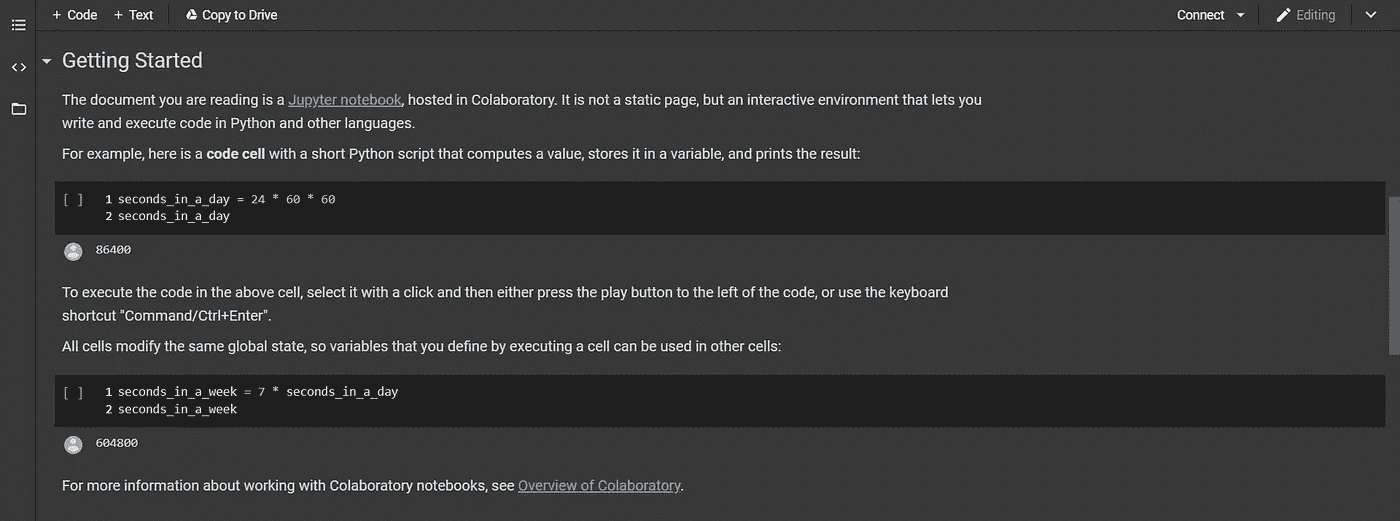 + Code + Text Copy to Drive Connect Editing
Getting Started
The document you are reading is a Jupyter notebook, hosted in Colaboratory. It is not a static page, but an interactive environment that lets you
write and execute code in Python and other languages.
For example, here is a code cell with a short Python script that computes a value, stores it in a variable, and prints the result:
[ ] 1 seconds_in_a_day = 24 * 60 * 60
2 seconds_in_a_day
86400
To execute the code in the above cell, select it with a click and then either press the play button to the left of the code, or use the keyboard
shortcut "Command/Ctrl+Enter".
All cells modify the same global state, so variables that you define by executing a cell can be used in other cells:
[ ] 1 seconds_in_a_week = 7 * seconds_in_a_day
2 seconds_in_a_week
604800
For more information about working with Colaboratory notebooks, see Overview of Colaboratory.